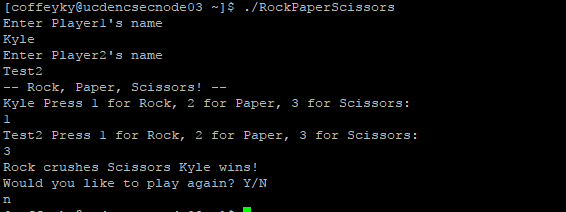 [coffeyky@ucdencsecnode03 ~]$ ./RockPaperScissors
Enter Player1's name
Kyle
Enter Player2's name
Test2
-- Rock, Paper, Scissors! --
Kyle Press 1 for Rock, 2 for Paper, 3 for Scissors:
1
Test2 Press 1 for Rock, 2 for Paper, 3 for Scissors:
3
Rock crushes Scissors Kyle wins!
Would you like to play again? Y/N
n